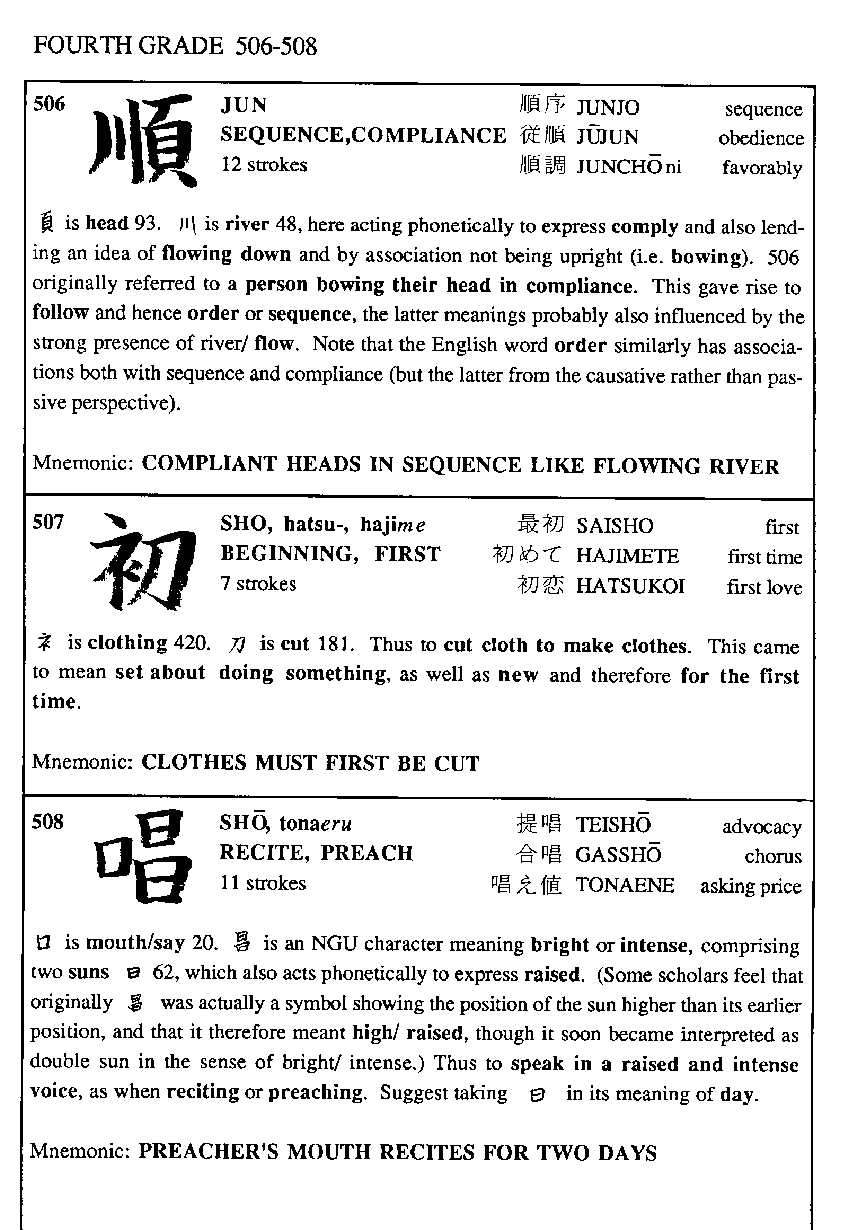 FOURTH GRADE 506-508
506 順 JUN 順序 JUNJO sequence
SEQUENCE,COMPLIANCE 従順 JŪJUN obedience
12 strokes 順調 JUNCHŌ ni favorably
頁 is head 93. 川 is river 48, here acting phonetically to express comply and also lend-
ing an idea of flowing down and by association not being upright (i.e. bowing). 506
originally referred to a person bowing their head in compliance. This gave rise to
follow and hence order or sequence, the latter meanings probably also influenced by the
strong presence of river/ flow. Note that the English word order similarly has associa-
tions both with sequence and compliance (but the latter from the causative rather than pas-
sive perspective).
Mnemonic: COMPLIANT HEADS IN SEQUENCE LIKE FLOWING RIVER
507 初 SHO, hatsu-, hajime 最初 SAISHO first
BEGINNING, FIRST 初めて HAJIMETE first time
7 strokes 初恋 HATSUKOI first love
衤 is clothing 420. 刀 is cut 181. Thus to cut cloth to make clothes. This came
to mean set about doing something, as well as new and therefore for the first
time.
Mnemonic: CLOTHES MUST FIRST BE CUT
508 唱 SHŌ, tonaeru 提唱 TEISHŌ advocacy
RECITE, PREACH 合唱 GASSHŌ chorus
11 strokes 唱え値 TONAENE asking price
口 is mouth/say 20. 昌 is an NGU character meaning bright or intense, comprising
two suns 日 62, which also acts phonetically to express raised. (Some scholars feel that
originally 昌 was actually a symbol showing the position of the sun higher than its earlier
position, and that it therefore meant high/ raised, though it soon became interpreted as
double sun in the sense of bright/ intense.) Thus to speak in a raised and intense
voice, as when reciting or preaching. Suggest taking 日 in its meaning of day.
Mnemonic: PREACHER'S MOUTH RECITES FOR TWO DAYS